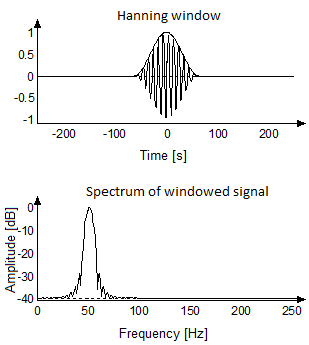 Hanning window
1
0.5
0
-0.5
-1
-200 -100 0 100 200
Time [s]
Spectrum of windowed signal
Amplitude [dB]
0
-10
-20
-30
-40
0 50 100 150 200 250
Frequency [Hz]